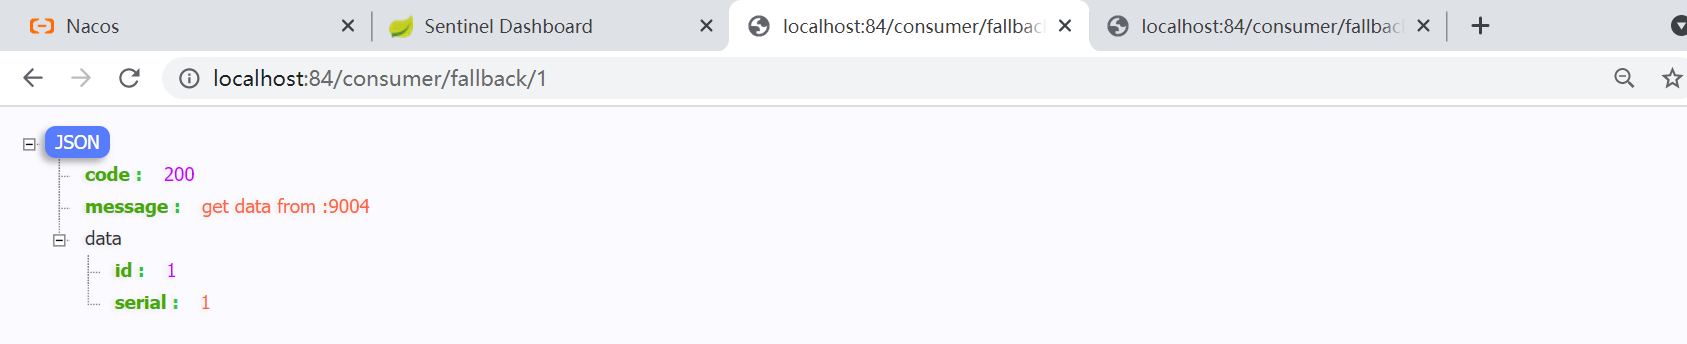 Nacos
Sentinel Dashboard
localhost:84/consumer/fallbac
localhost:84/consumer/fallbac
localhost:84/consumer/fallback/1
JSON
code : 200
message : get data from :9004
data
id : 1
serial : 1